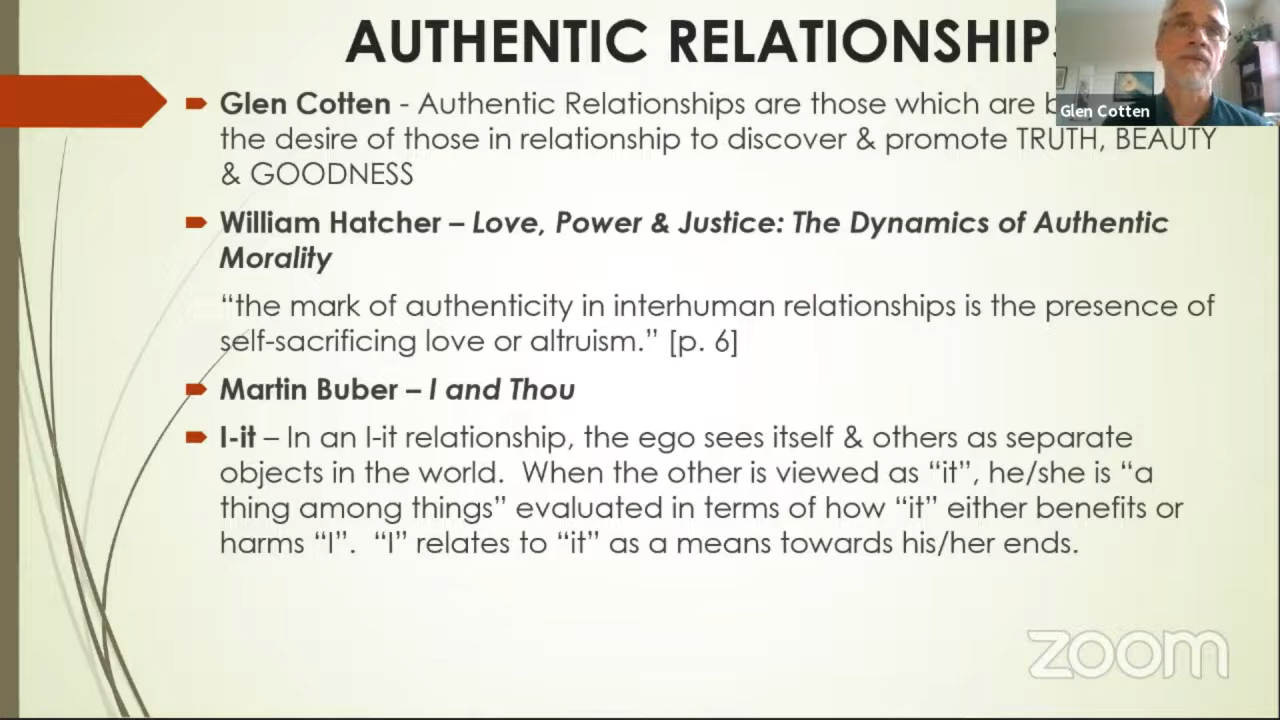 AUTHENTIC RELATIONSHIP
Glen Cotten
Glen Cotten - Authentic Relationships are those which are
the desire of those in relationship to discover & promote TRUTH, BEAUTY
& GOODNESS
William Hatcher – Love, Power & Justice: The Dynamics of Authentic
Morality
“the mark of authenticity in interhuman relationships is the presence of
self-sacrificing love or altruism.” [p. 6]
Martin Buber – I and Thou
I-it – In an I-it relationship, the ego sees itself & others as separate
objects in the world.  When the other is viewed as “it”, he/she is “a
thing among things” evaluated in terms of how “it” either benefits or
harms “I”.  “I” relates to “it” as a means towards his/her ends.
zoom